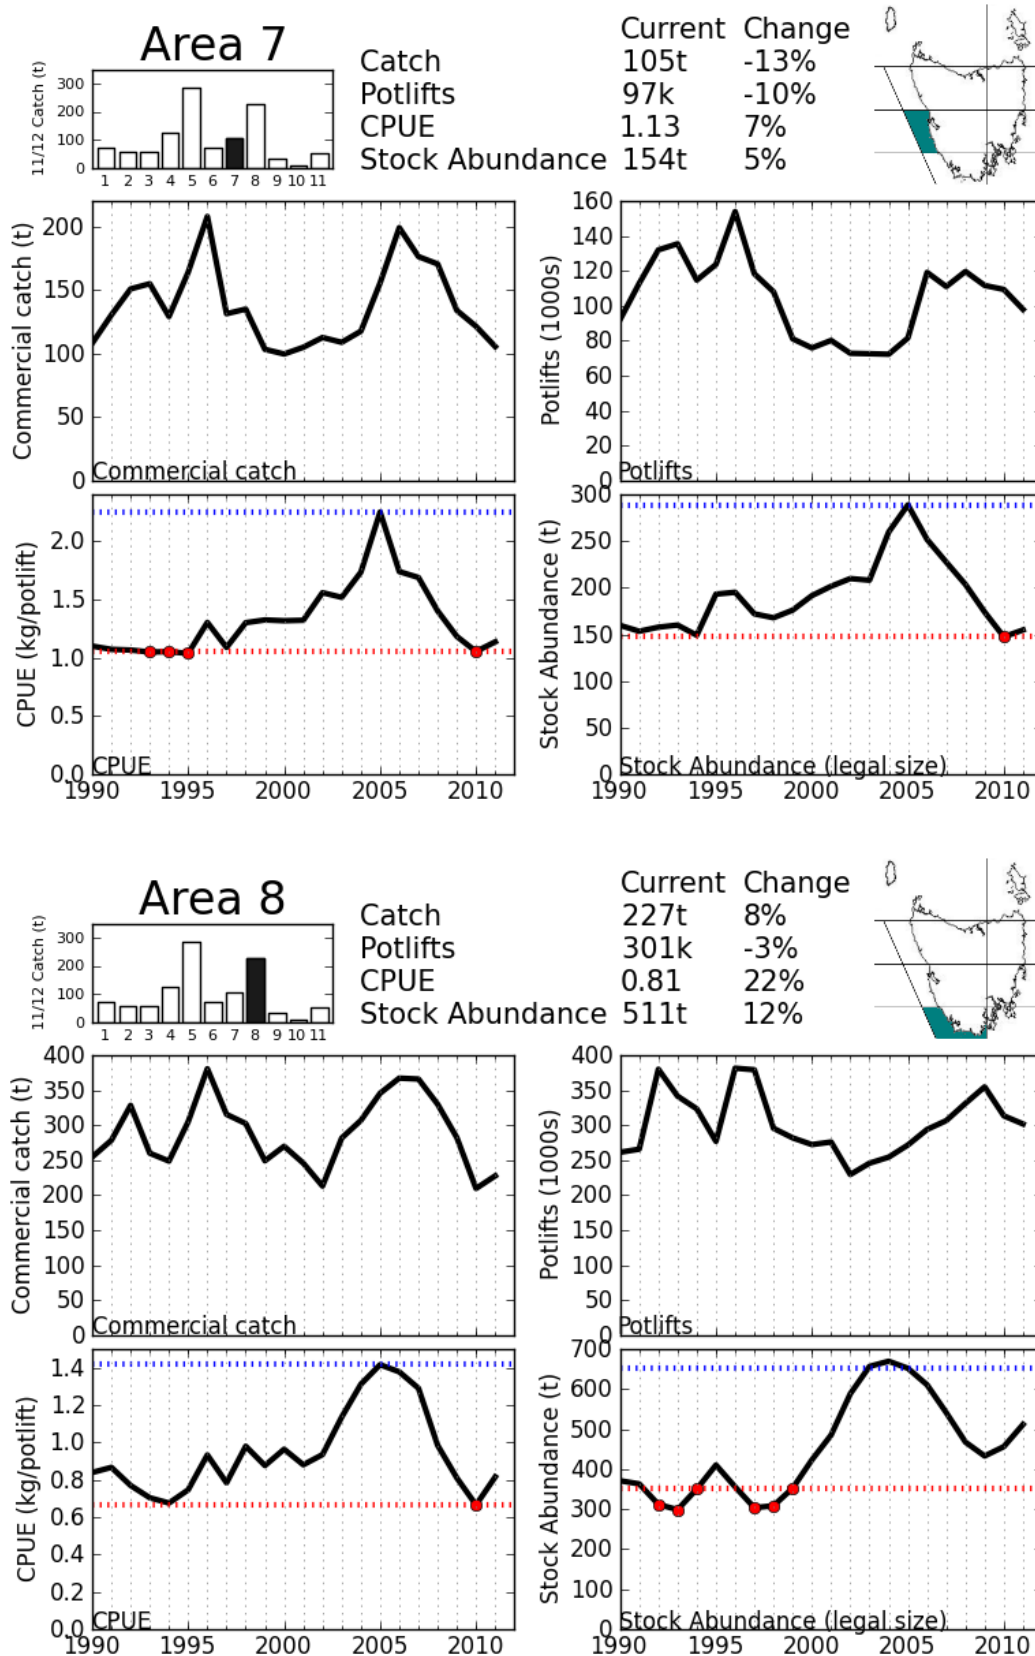 Area 7
Current Change
Catch 105t -13%
Potlifts 97k -10%
CPUE 1.13 7%
Stock Abundance 154t 5%
11/12 Catch (t)
300
200
100
0
1 2 3 4 5 6 7 8 9 10 11
Commercial catch (t)
200
150
100
50
0
Commercial catch
Potlifts (1000s)
160
140
120
100
80
60
40
20
0
Potlifts
CPUE (kg/potlift)
2.0
1.5
1.0
0.5
0.0
CPUE
1990 1995 2000 2005 2010
Stock Abundance (t)
300
250
200
150
100
50
0
Stock Abundance (legal size)
1990 1995 2000 2005 2010
Area 8
Current Change
Catch 227t 8%
Potlifts 301k -3%
CPUE 0.81 22%
Stock Abundance 511t 12%
11/12 Catch (t)
300
200
100
0
1 2 3 4 5 6 7 8 9 10 11
Commercial catch (t)
400
350
300
250
200
150
100
50
0
Commercial catch
Potlifts (1000s)
400
350
300
250
200
150
100
50
0
Potlifts
CPUE (kg/potlift)
1.4
1.2
1.0
0.8
0.6
0.4
0.2
0.0
CPUE
1990 1995 2000 2005 2010
Stock Abundance (t)
700
600
500
400
300
200
100
0
Stock Abundance (legal size)
1990 1995 2000 2005 2010